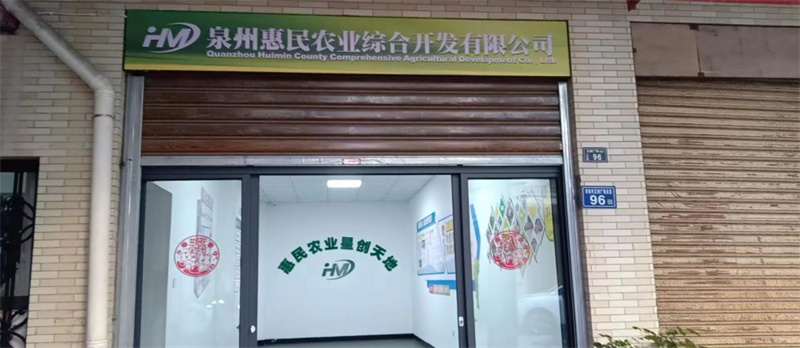 HM 泉州惠民农业综合开发有限公司
Quanzhou Huimin County Comprehensive Agricultural Development Co., Ltd.
96
96
惠民农业星创天地
HM